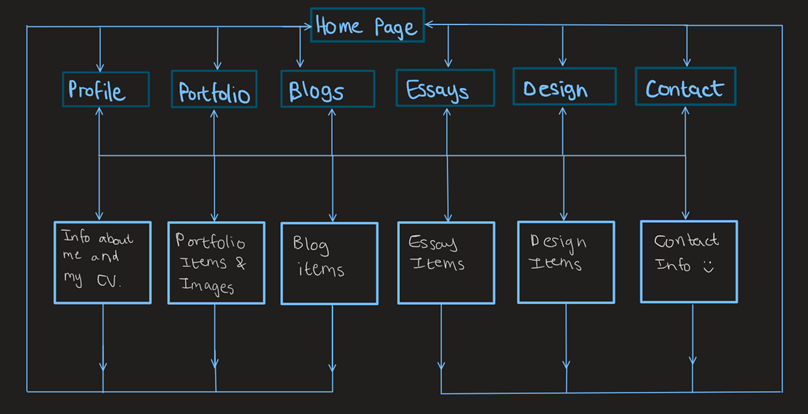 Home Page
Profile
Portfolio
Blogs
Essays
Design
Contact
Info about
me and
my CV.
Portfolio
Items &
Images
Blog
items
Essay
Items
Design
Items
Contact
Info :)